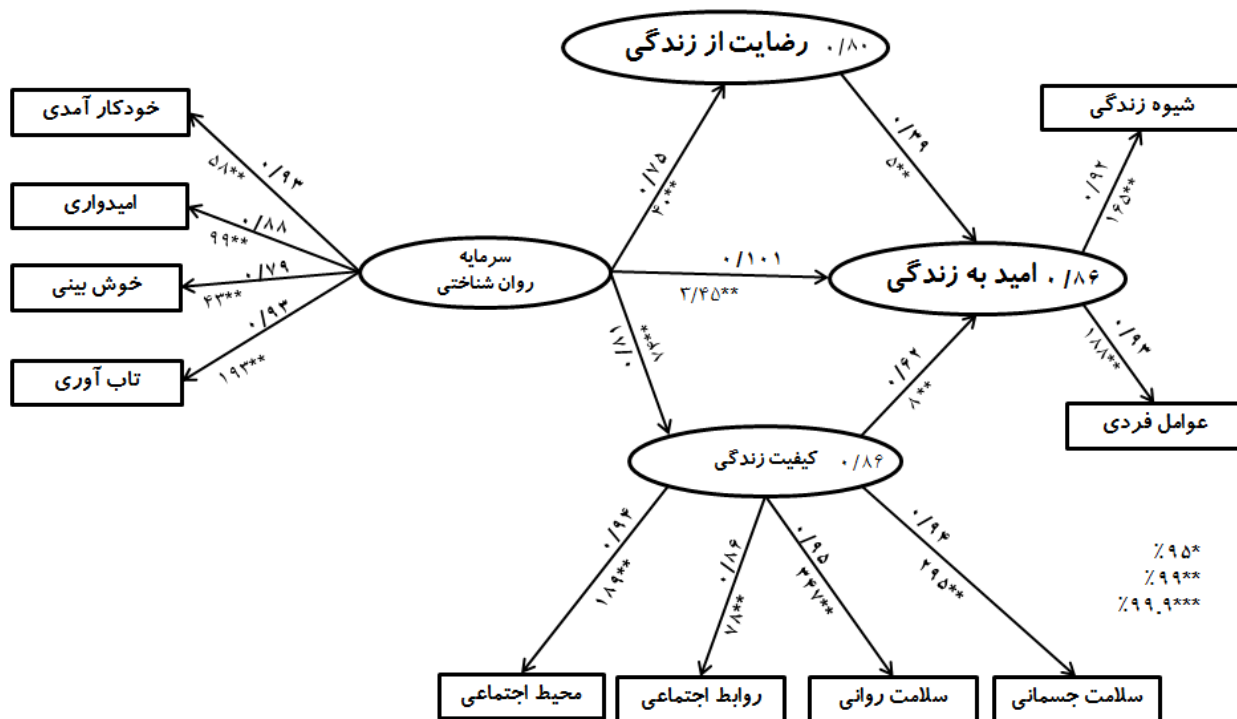 رضایت از زندگی ۰/۸۰
شیوه زندگی
خودکار آمدی
۰/۹۳
۵۸**
امیدواری
۰/۸۸
۹۹**
خوش بینی
۰/۷۹
۴۳**
تاب آوری
۰/۹۳
۱۹۳**
سرمایه
روان شناختی
۰/۷۵
۴۰**
۰/۳۹
۵**
۰/۱۰۱
۳/۴۵**
امید به زندگی ۰/۸۶
۰/۹۲
۱۶۵**
۰/۹۳
۱۸۸**
عوامل فردی
۰/۷۱
۸۴**
۰/۶۲
۸**
کیفیت زندگی ۰/۸۶
۰/۹۴
۱۸۹**
۰/۸۶
۷۸**
۰/۹۵
۳۴۷**
۰/۹۴
۲۹۵**
٪۹۵*
٪۹۹**
٪۹۹.۹***
سلامت جسمانی
سلامت روانی
روابط اجتماعی
محیط اجتماعی